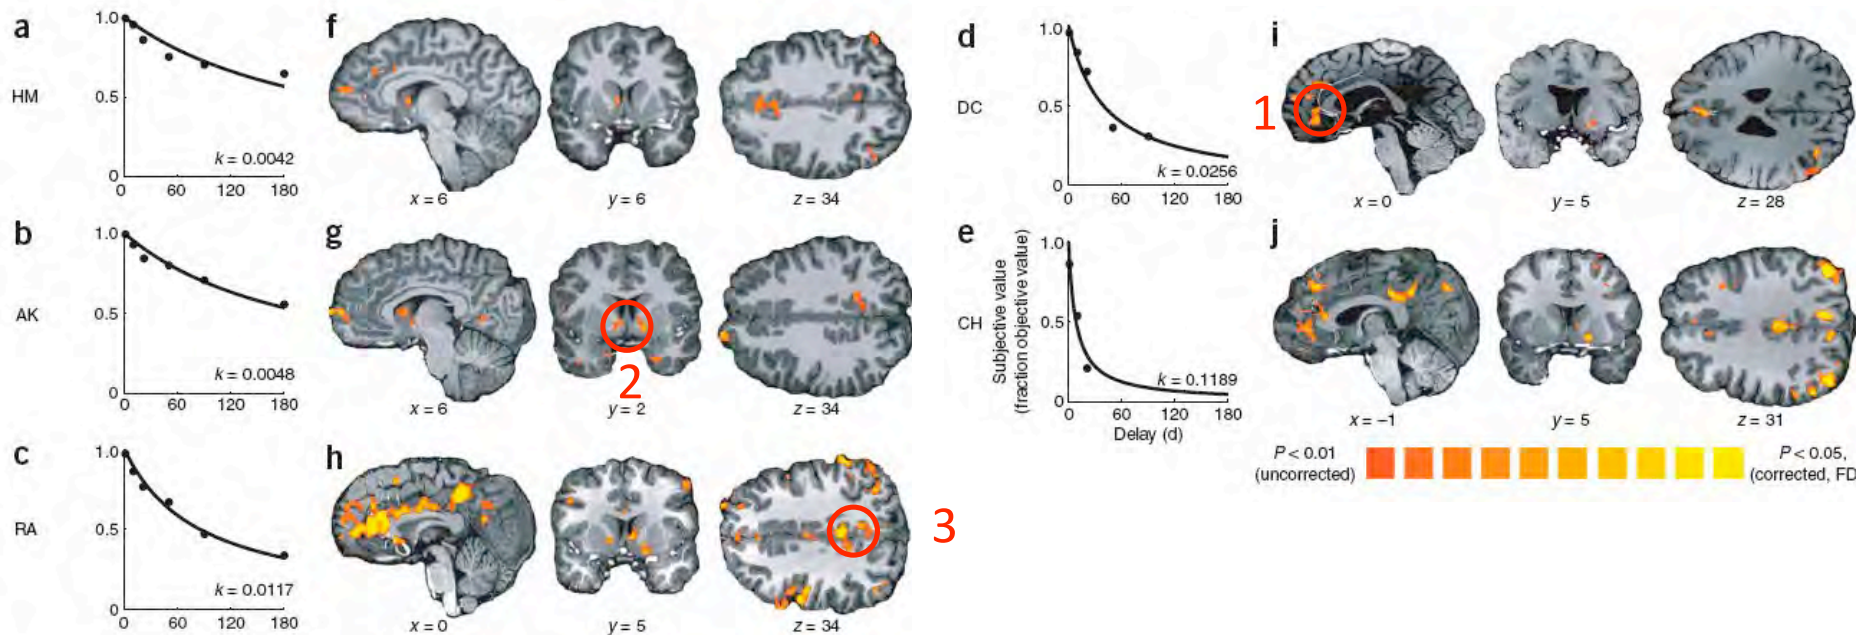 a
1.0
0.5
0
HM
k = 0.0042
0 60 120 180
f
x = 6
y = 6
z = 34
b
1.0
0.5
0
AK
k = 0.0048
0 60 120 180
g
2
x = 6
y = 2
z = 34
c
1.0
0.5
0
RA
k = 0.0117
0 60 120 180
h
3
x = 0
y = 5
z = 34
d
1.0
0.5
0
DC
k = 0.0256
0 60 120 180
i
1
x = 0
y = 5
z = 28
e
1.0
0.5
0
CH
Subjective value
(fraction objective value)
k = 0.1189
0 60 120 180
Delay (d)
j
x = –1
y = 5
z = 31
P < 0.01
(uncorrected)
P < 0.05,
(corrected, FD